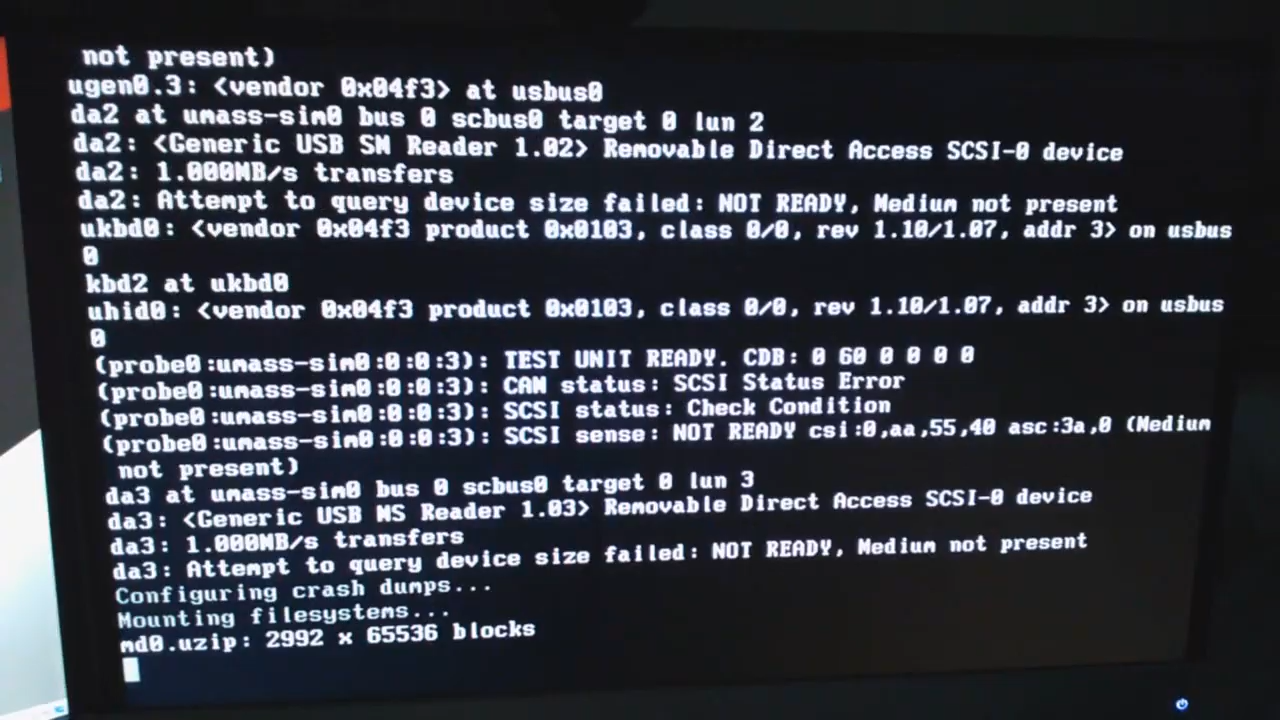 not present)
ugen0.3: <vendor 0x04f3> at usbus0
da2 at umass-sim0 bus 0 scbus0 target 0 lun 2
da2: <Generic USB SM Reader 1.02> Removable Direct Access SCSI-0 device
da2: 1.000MB/s transfers
da2: Attempt to query device size failed: NOT READY, Medium not present
ukbd0: <vendor 0x04f3 product 0x0103, class 0/0, rev 1.10/1.07, addr 3> on usbus
0
kbd2 at ukbd0
uhid0: <vendor 0x04f3 product 0x0103, class 0/0, rev 1.10/1.07, addr 3> on usbus
0
(probe0:umass-sim0:0:0:3): TEST UNIT READY. CDB: 0 60 0 0 0 0
(probe0:umass-sim0:0:0:3): CAM status: SCSI Status Error
(probe0:umass-sim0:0:0:3): SCSI status: Check Condition
(probe0:umass-sim0:0:0:3): SCSI sense: NOT READY csi:0,aa,55,40 asc:3a,0 (Medium
not present)
da3 at umass-sim0 bus 0 scbus0 target 0 lun 3
da3: <Generic USB MS Reader 1.03> Removable Direct Access SCSI-0 device
da3: 1.000MB/s transfers
da3: Attempt to query device size failed: NOT READY, Medium not present
Configuring crash dumps...
Mounting filesystems...
md0.uzip: 2992 x 65536 blocks